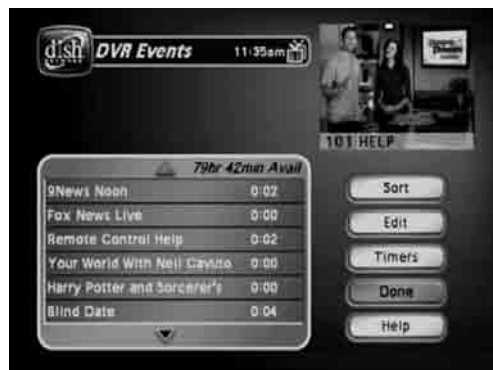 dish
NETWORK
DVR Events
11:35am
101 HELP
79hr 42min Avail
9News Noon 0:02
Fox News Live 0:00
Remote Control Help 0:02
Your World With Neil Cavuto 0:00
Harry Potter and Sorcerer's 0:00
Blind Date 0:04
Sort
Edit
Timers
Done
Help